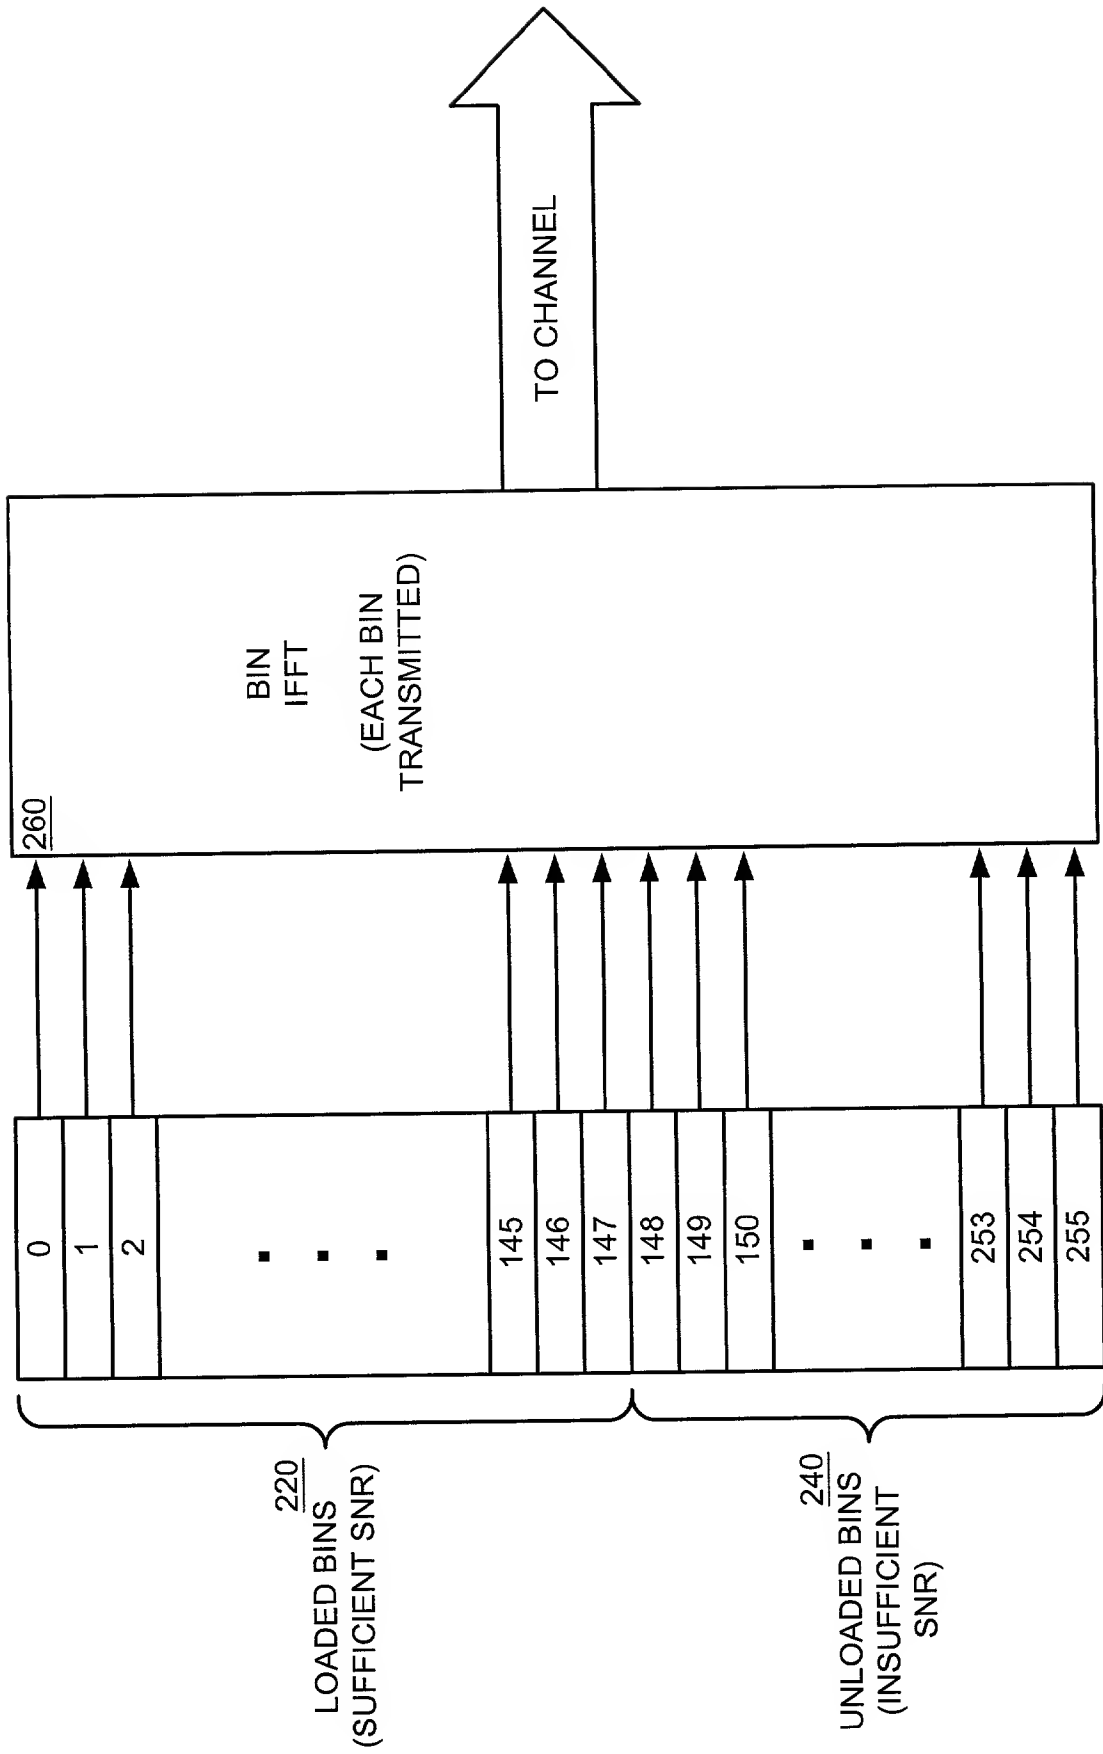 220
LOADED BINS
(SUFFICIENT SNR)
240
UNLOADED BINS
(INSUFFICIENT
SNR)
0
1
2
145
146
147
148
149
150
253
254
255
260
BIN
IFFT
(EACH BIN
TRANSMITTED)
TO CHANNEL